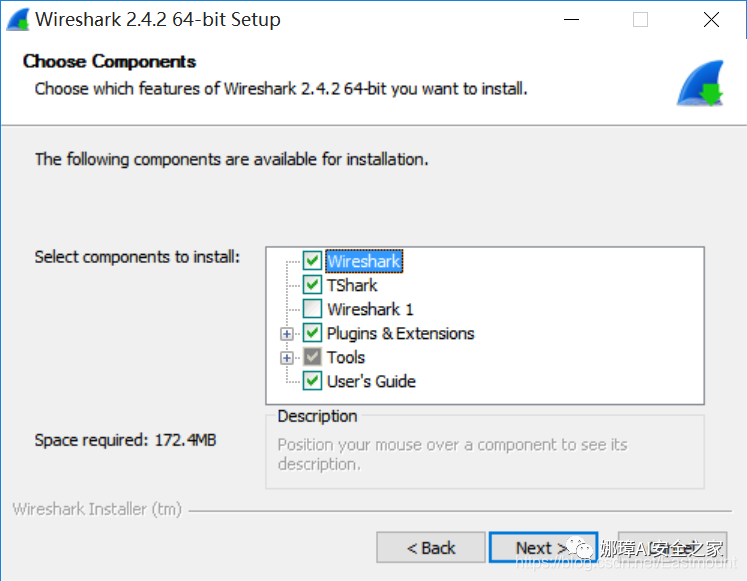 Wireshark 2.4.2 64-bit Setup
Choose Components
Choose which features of Wireshark 2.4.2 64-bit you want to install.
The following components are available for installation.
Select components to install:
Wireshark
TShark
Wireshark 1
Plugins & Extensions
Tools
User's Guide
Space required: 172.4MB
Description
Position your mouse over a component to see its
description.
Wireshark Installer (tm)
< Back
Next >
娜璋AI安全之家
https://blog.csdn.net/Eastmount